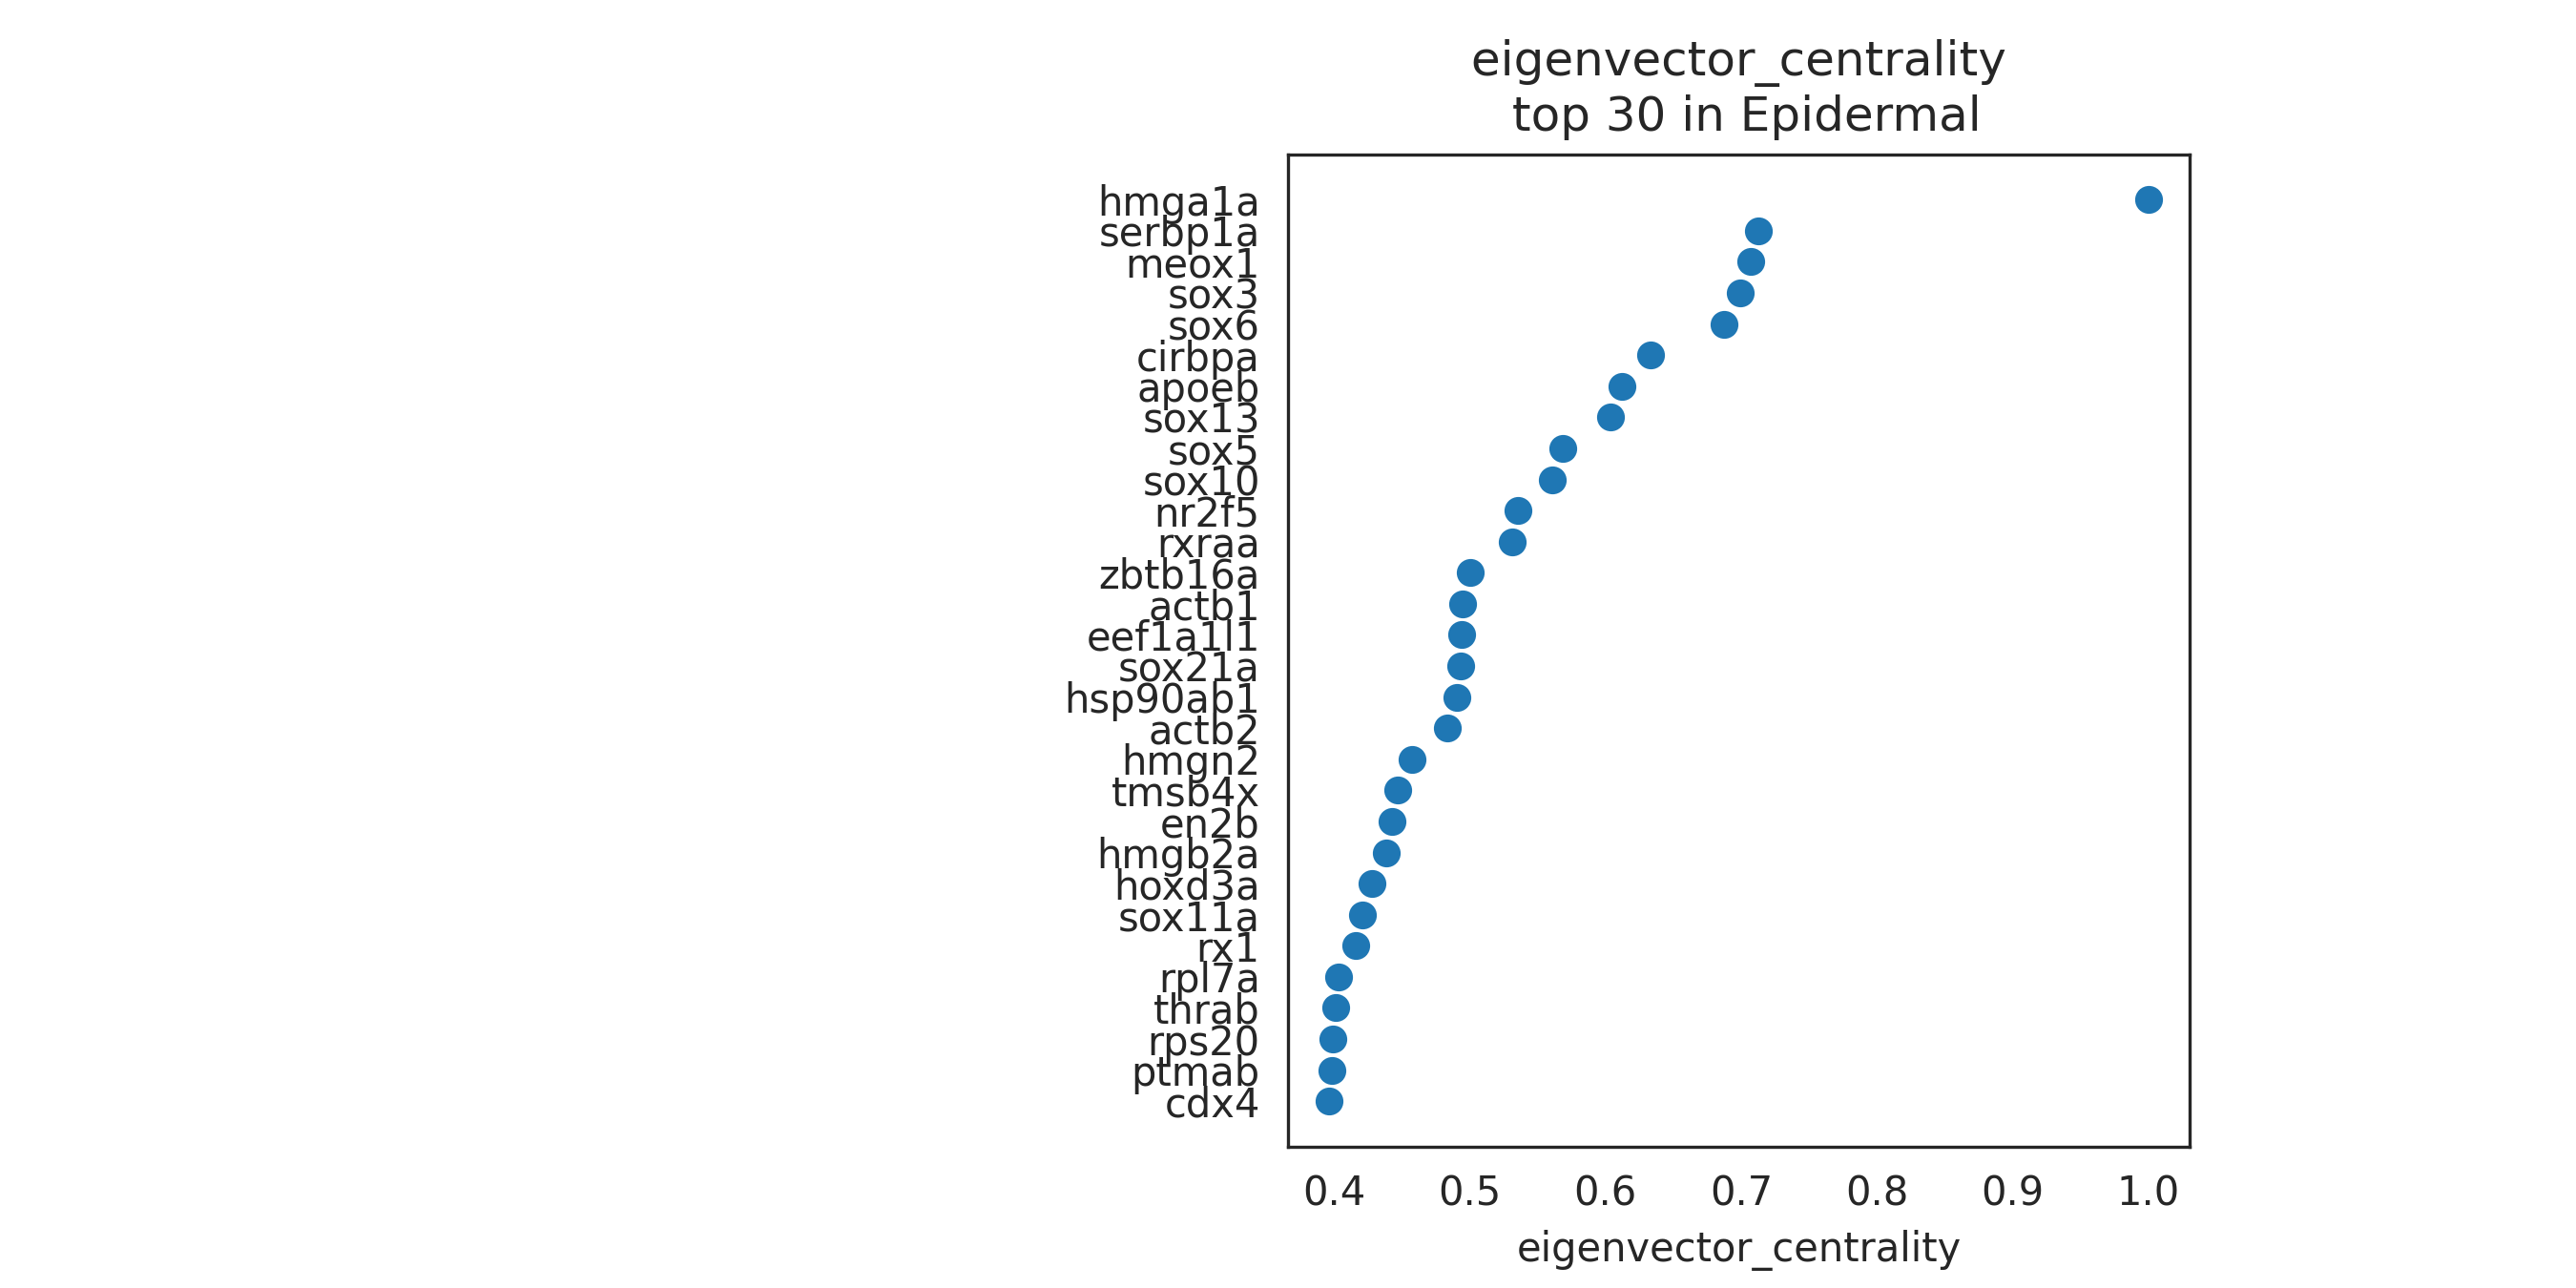 eigenvector_centrality
top 30 in Epidermal
hmga1a
serbp1a
meox1
sox3
sox6
cirbpa
apoeb
sox13
sox5
sox10
nr2f5
rxraa
zbtb16a
actb1
eef1a1l1
sox21a
hsp90ab1
actb2
hmgn2
tmsb4x
en2b
hmgb2a
hoxd3a
sox11a
rx1
rpl7a
thrab
rps20
ptmab
cdx4
0.4 0.5 0.6 0.7 0.8 0.9 1.0
eigenvector_centrality